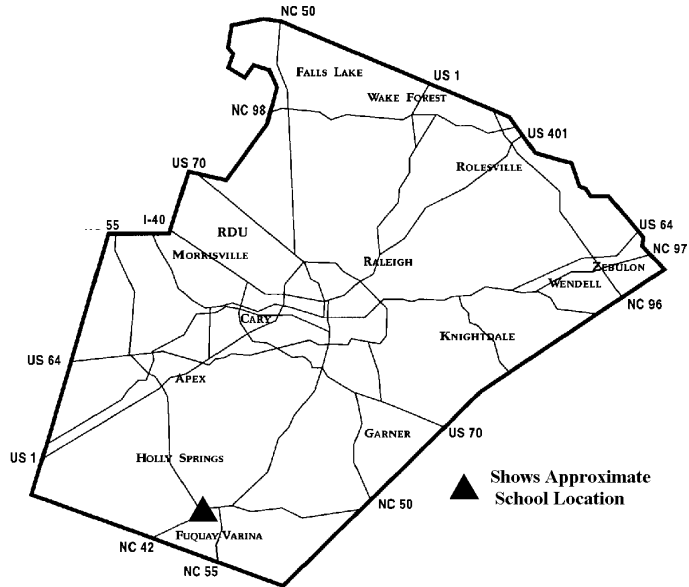 NC 50
FALLS LAKE
US 1
WAKE FOREST
NC 98
US 401
US 70
ROLESVILLE
55
I-40
RDU
US 64
MORRISVILLE
RALEIGH
NC 97
ZEBULON
WENDELL
NC 96
CARY
KNIGHTDALE
US 64
APEX
GARNER
US 70
US 1
HOLLY SPRINGS
Shows Approximate
School Location
NC 50
FUQUAY VARINA
NC 42
NC 55